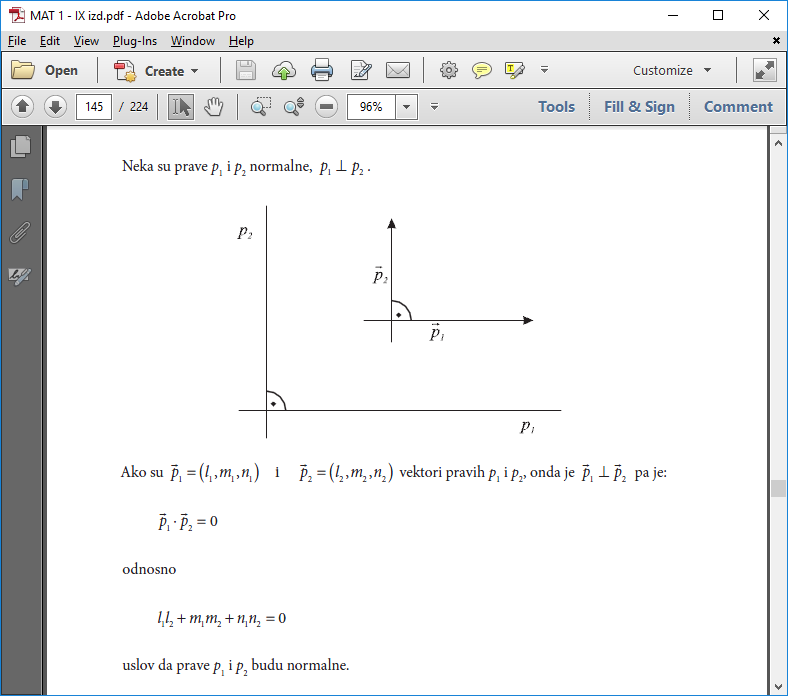 MAT 1 - IX izd.pdf - Adobe Acrobat Pro
File Edit View Plug-Ins Window Help
Open Create Customize
145 / 224 96% Tools Fill & Sign Comment
Neka su prave p₁ i p₂ normalne, p₁ ⊥ p₂ .
p₂
p⃗₂
p⃗₁
p₁
Ako su p⃗₁ = (l₁, m₁, n₁) i p⃗₂ = (l₂, m₂, n₂) vektori pravih p₁ i p₂, onda je p⃗₁ ⊥ p⃗₂ pa je:
p⃗₁ · p⃗₂ = 0
odnosno
l₁l₂ + m₁m₂ + n₁n₂ = 0
uslov da prave p₁ i p₂ budu normalne.